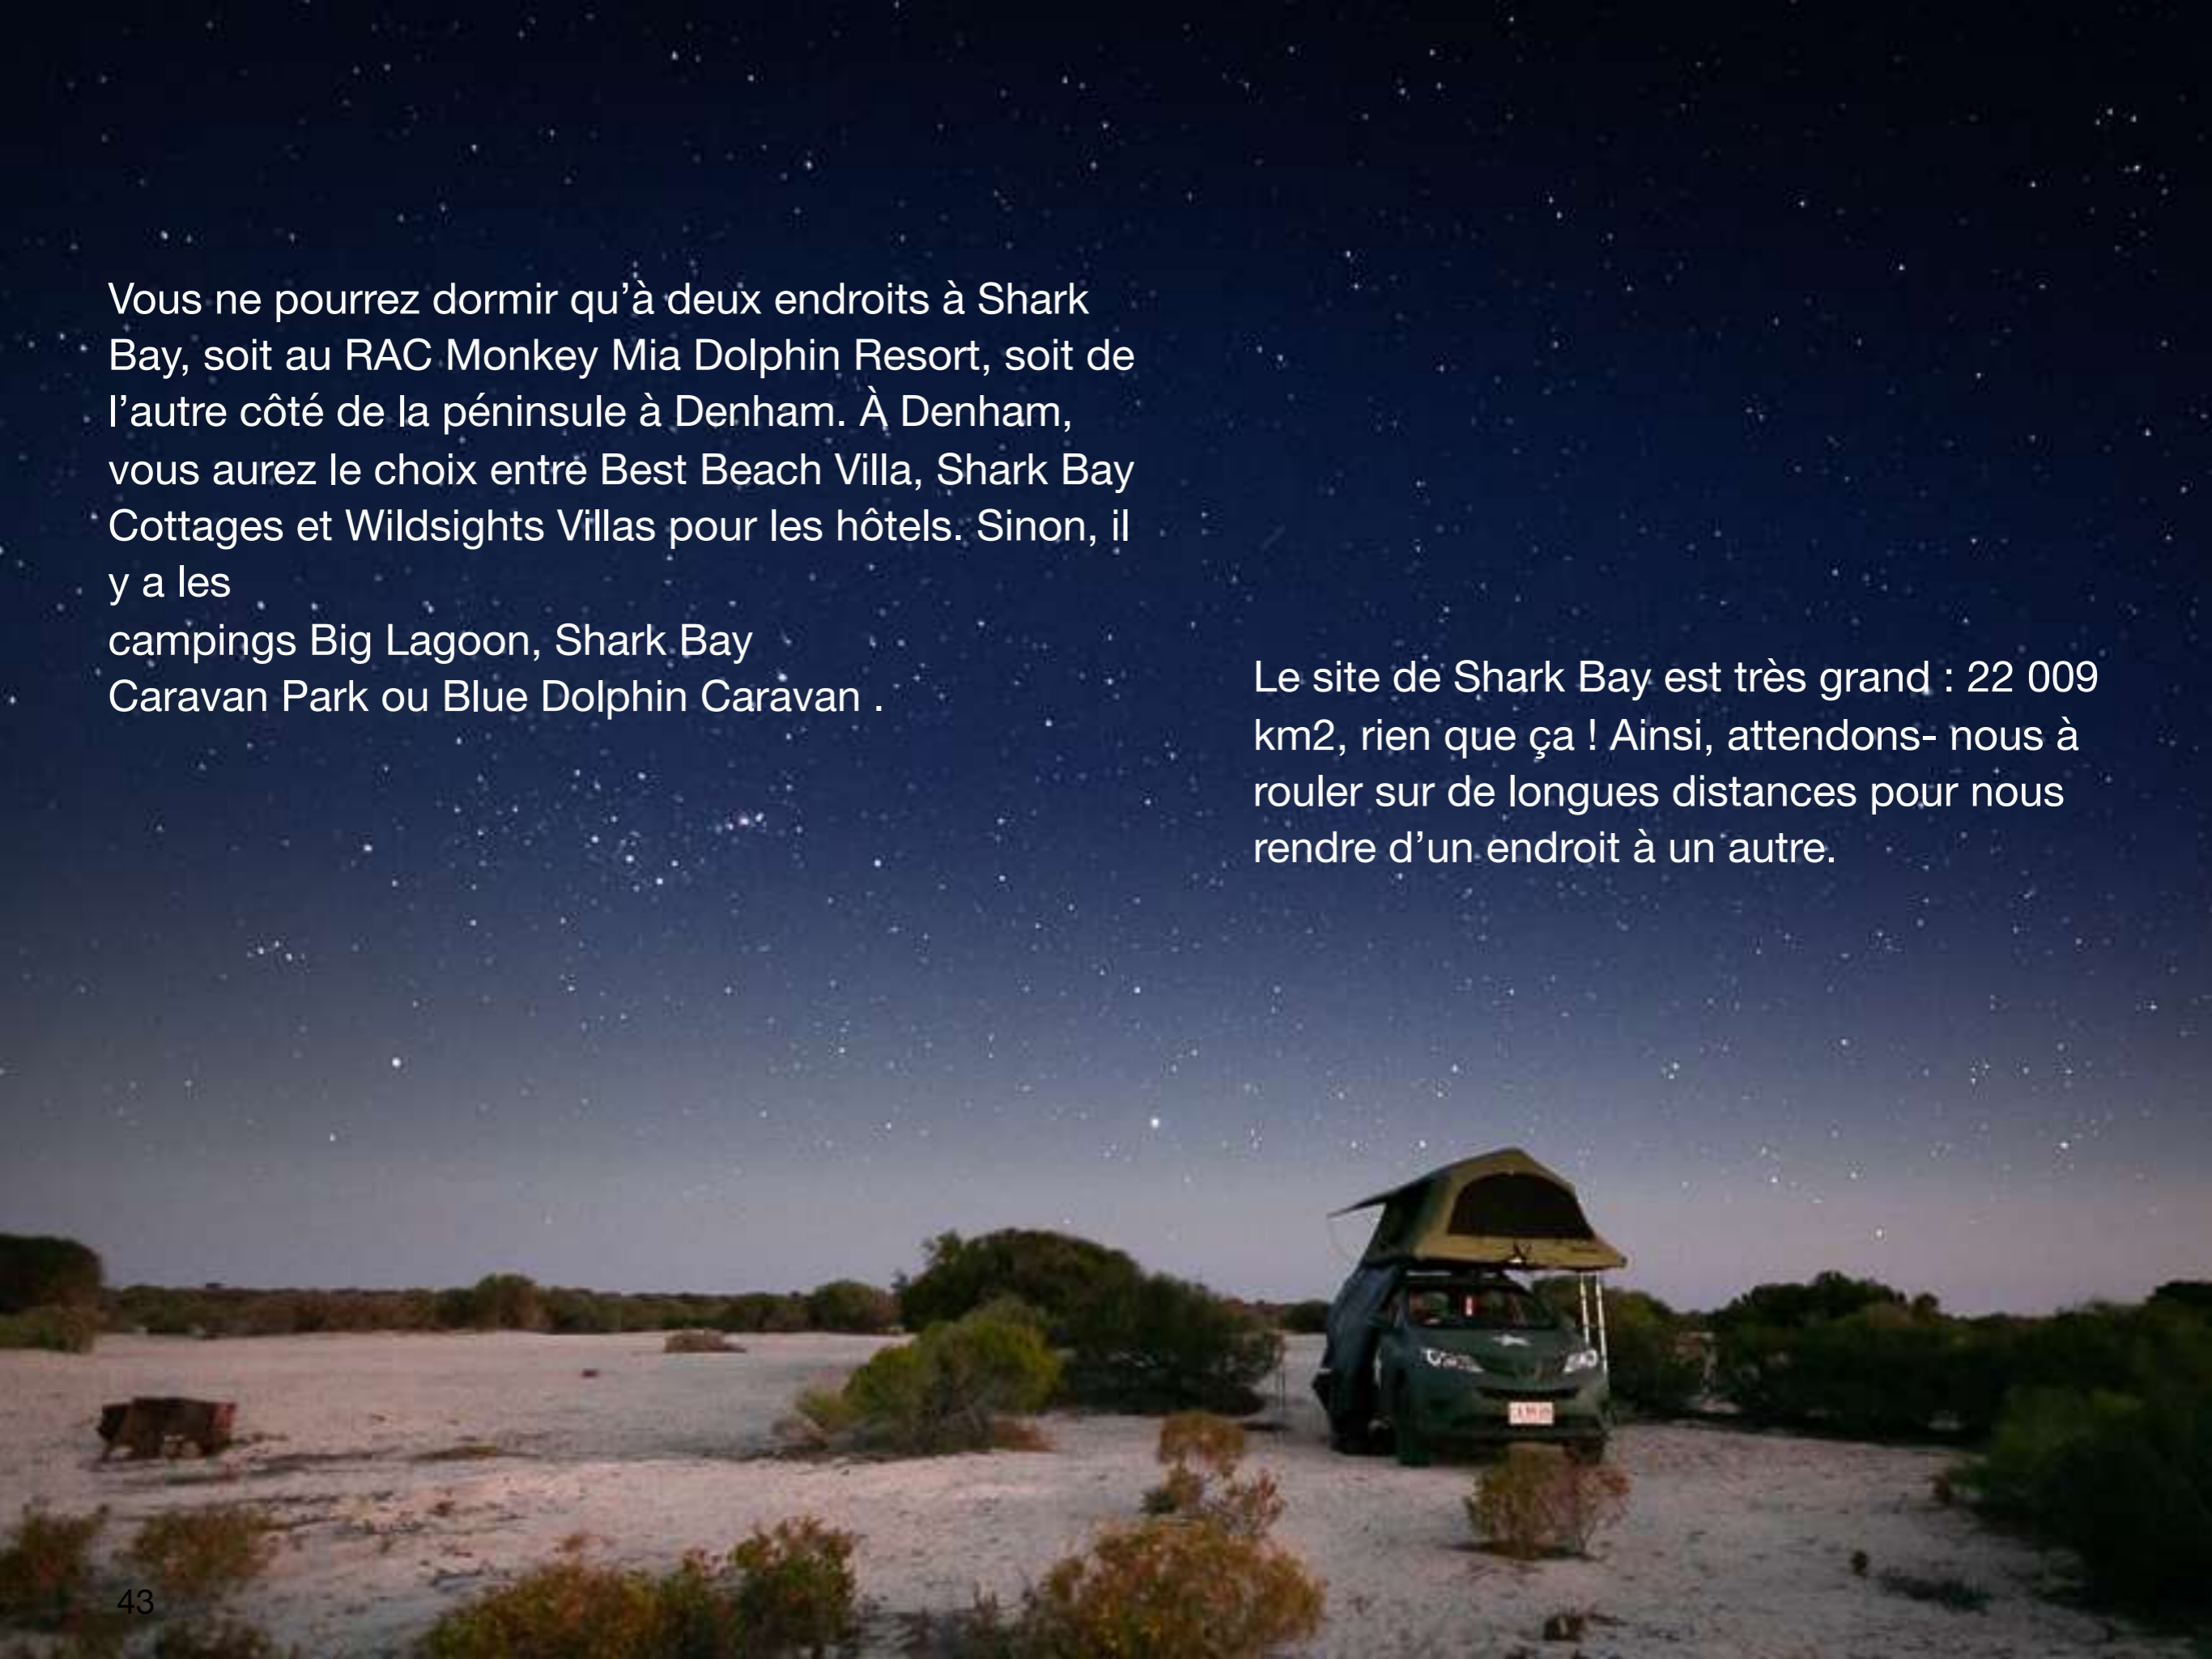 Vous ne pourrez dormir qu’à deux endroits à Shark
Bay, soit au RAC Monkey Mia Dolphin Resort, soit de
l’autre côté de la péninsule à Denham. À Denham,
vous aurez le choix entre Best Beach Villa, Shark Bay
Cottages et Wildsights Villas pour les hôtels. Sinon, il
y a les
campings Big Lagoon, Shark Bay
Caravan Park ou Blue Dolphin Caravan .
Le site de Shark Bay est très grand : 22 009
km2, rien que ça ! Ainsi, attendons- nous à
rouler sur de longues distances pour nous
rendre d’un endroit à un autre.
43